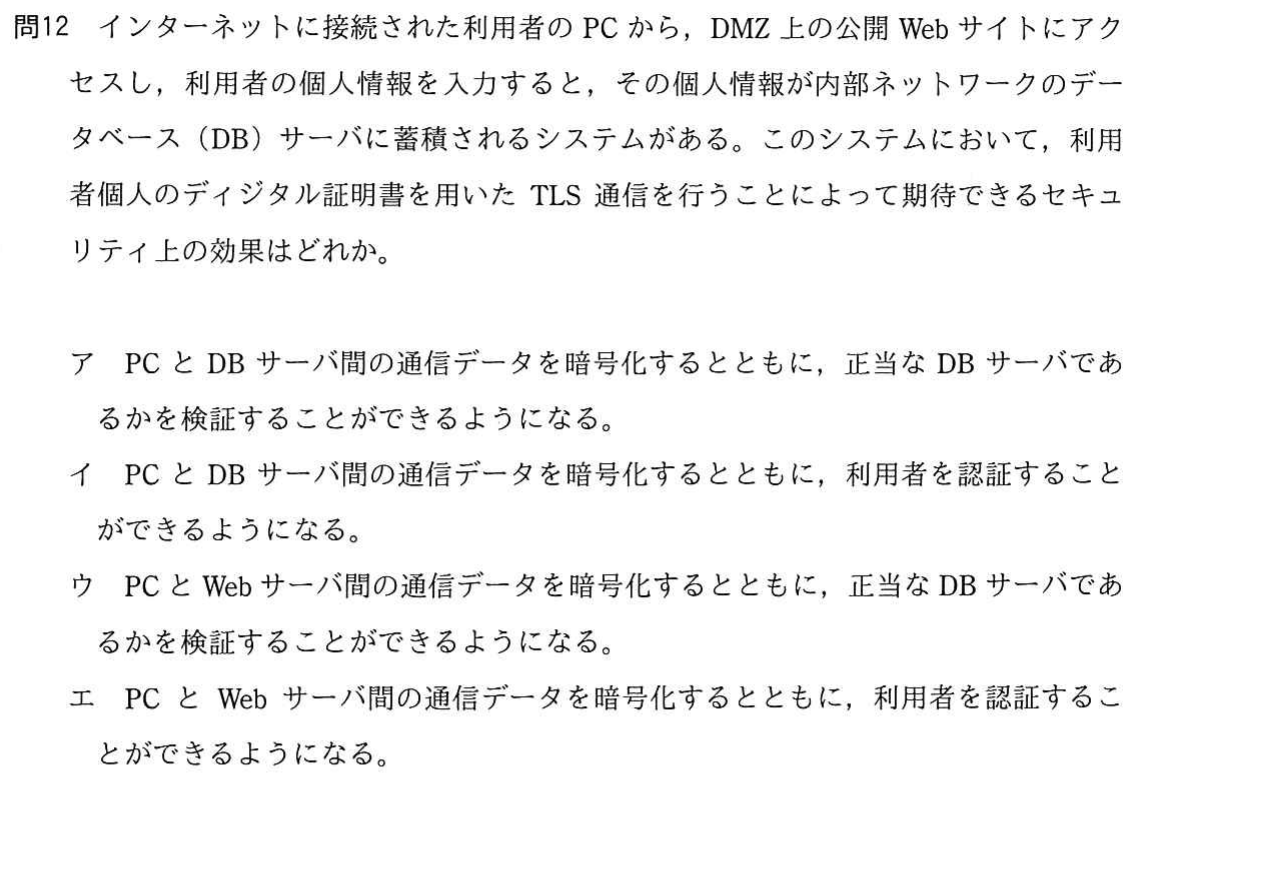 問12　インターネットに接続された利用者の PC から，DMZ 上の公開 Web サイトにアク
セスし，利用者の個人情報を入力すると，その個人情報が内部ネットワークのデー
タベース（DB）サーバに蓄積されるシステムがある。このシステムにおいて，利用
者個人のディジタル証明書を用いた TLS 通信を行うことによって期待できるセキュ
リティ上の効果はどれか。
ア　PC と DB サーバ間の通信データを暗号化するとともに，正当な DB サーバであ
るかを検証することができるようになる。
イ　PC と DB サーバ間の通信データを暗号化するとともに，利用者を認証すること
ができるようになる。
ウ　PC と Web サーバ間の通信データを暗号化するとともに，正当な DB サーバであ
るかを検証することができるようになる。
エ　PC と Web サーバ間の通信データを暗号化するとともに，利用者を認証するこ
とができるようになる。